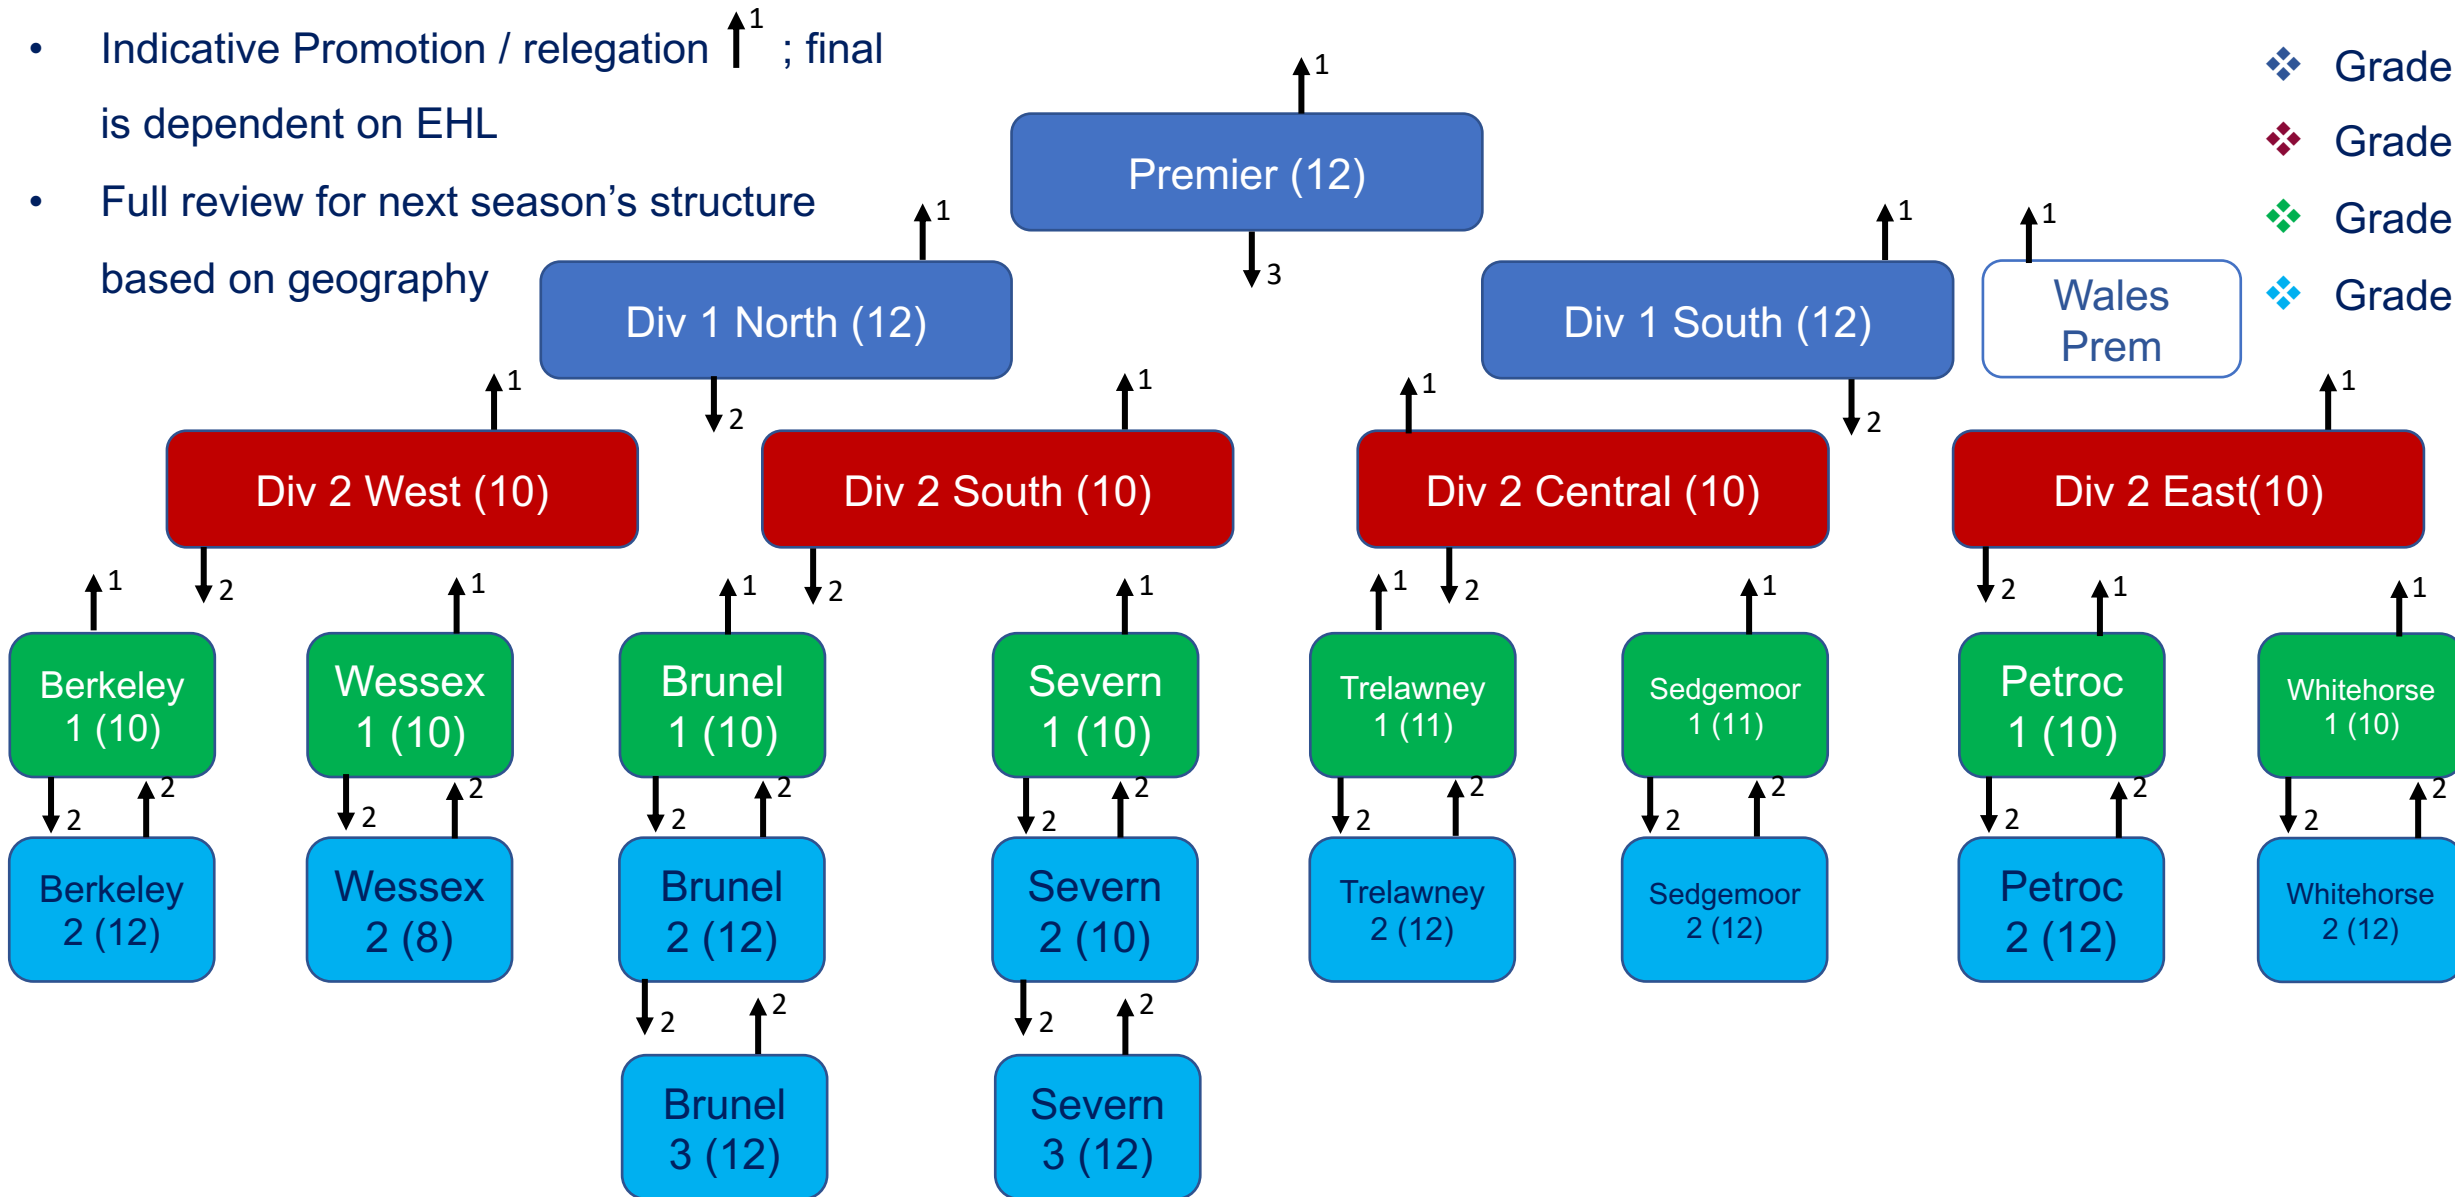 • Indicative Promotion / relegation 1 ; final
is dependent on EHL
• Full review for next season’s structure
based on geography
Grade
Grade
Grade
Grade
1
Premier (12)
3
1
Div 1 North (12)
2
1
Div 1 South (12)
2
1
Wales
Prem
1
Div 2 West (10)
2
1
Div 2 South (10)
2
1
Div 2 Central (10)
2
1
Div 2 East(10)
2
1
Berkeley
1 (10)
2
2
1
Wessex
1 (10)
2
2
1
Brunel
1 (10)
2
2
1
Severn
1 (10)
2
2
1
Trelawney
1 (11)
2
2
1
Sedgemoor
1 (11)
2
2
1
Petroc
1 (10)
2
2
1
Whitehorse
1 (10)
2
2
Berkeley
2 (12)
Wessex
2 (8)
Brunel
2 (12)
2
2
Severn
2 (10)
2
2
Trelawney
2 (12)
Sedgemoor
2 (12)
Petroc
2 (12)
Whitehorse
2 (12)
Brunel
3 (12)
Severn
3 (12)